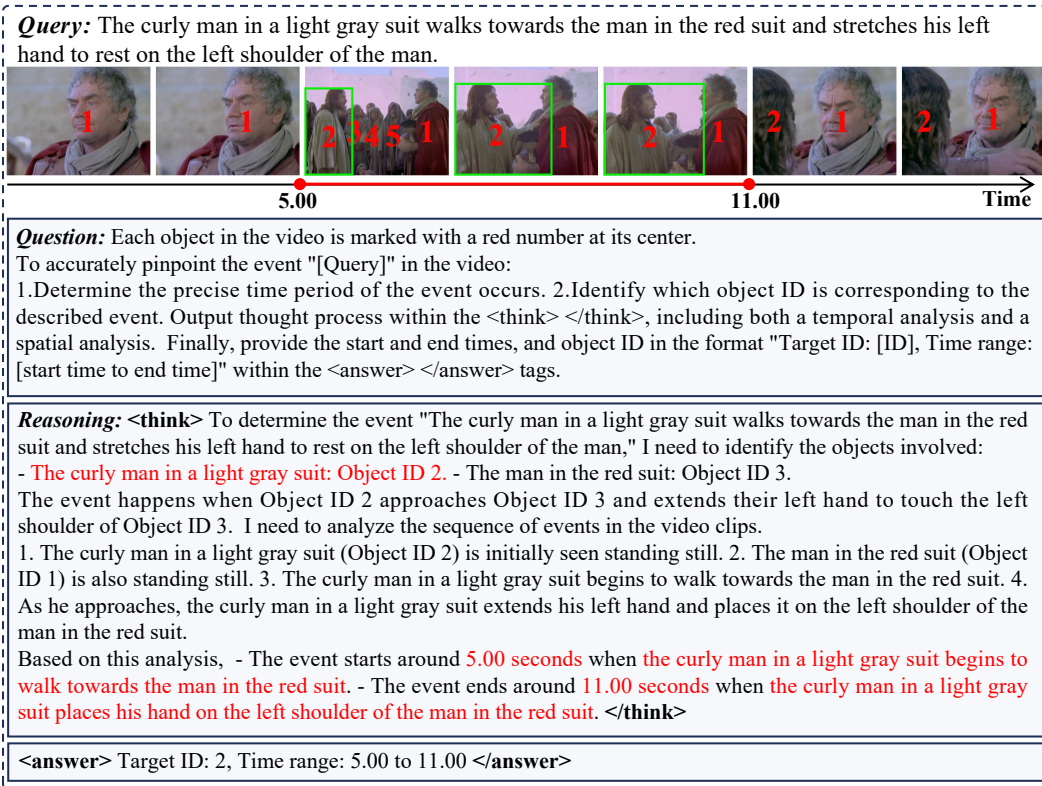 Query: The curly man in a light gray suit walks towards the man in the red suit and stretches his left
hand to rest on the left shoulder of the man.
1 1 2 3 4 5 1 2 1 2 1 2 1 2 1
5.00 11.00 Time
Question: Each object in the video is marked with a red number at its center.
To accurately pinpoint the event "[Query]" in the video:
1.Determine the precise time period of the event occurs. 2.Identify which object ID is corresponding to the
described event. Output thought process within the <think> </think>, including both a temporal analysis and a
spatial analysis. Finally, provide the start and end times, and object ID in the format "Target ID: [ID], Time range:
[start time to end time]" within the <answer> </answer> tags.
Reasoning: <think> To determine the event "The curly man in a light gray suit walks towards the man in the red
suit and stretches his left hand to rest on the left shoulder of the man," I need to identify the objects involved:
- The curly man in a light gray suit: Object ID 2. - The man in the red suit: Object ID 3.
The event happens when Object ID 2 approaches Object ID 3 and extends their left hand to touch the left
shoulder of Object ID 3. I need to analyze the sequence of events in the video clips.
1. The curly man in a light gray suit (Object ID 2) is initially seen standing still. 2. The man in the red suit (Object
ID 1) is also standing still. 3. The curly man in a light gray suit begins to walk towards the man in the red suit. 4.
As he approaches, the curly man in a light gray suit extends his left hand and places it on the left shoulder of the
man in the red suit.
Based on this analysis, - The event starts around 5.00 seconds when the curly man in a light gray suit begins to
walk towards the man in the red suit. - The event ends around 11.00 seconds when the curly man in a light gray
suit places his hand on the left shoulder of the man in the red suit. </think>
<answer> Target ID: 2, Time range: 5.00 to 11.00 </answer>